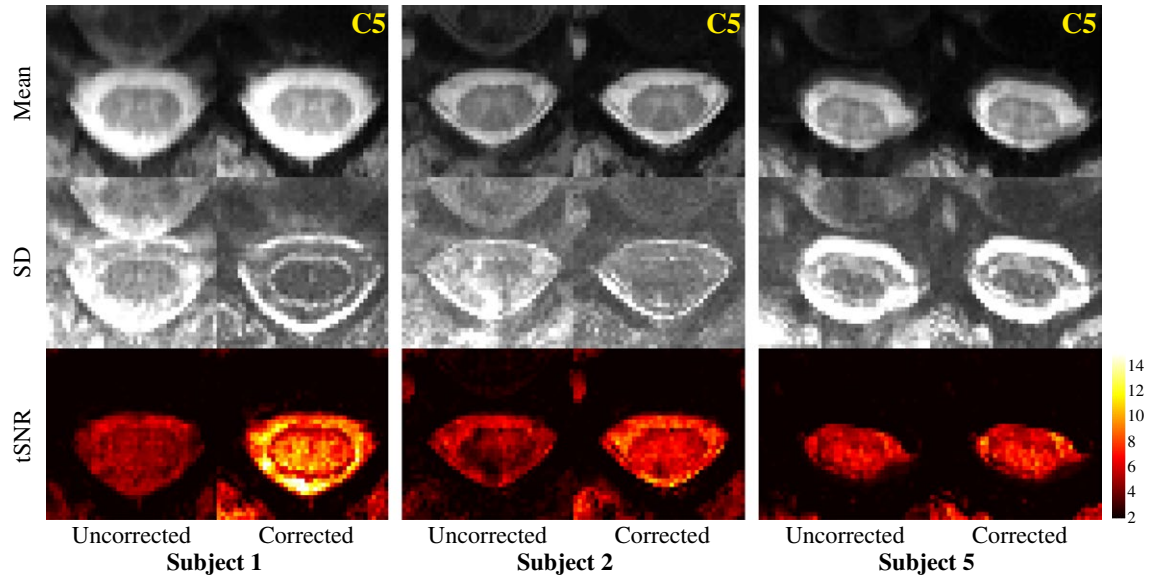 C5 C5 C5
Mean
SD
tSNR
14
12
10
8
6
4
2
Uncorrected Corrected Uncorrected Corrected Uncorrected Corrected
Subject 1 Subject 2 Subject 5